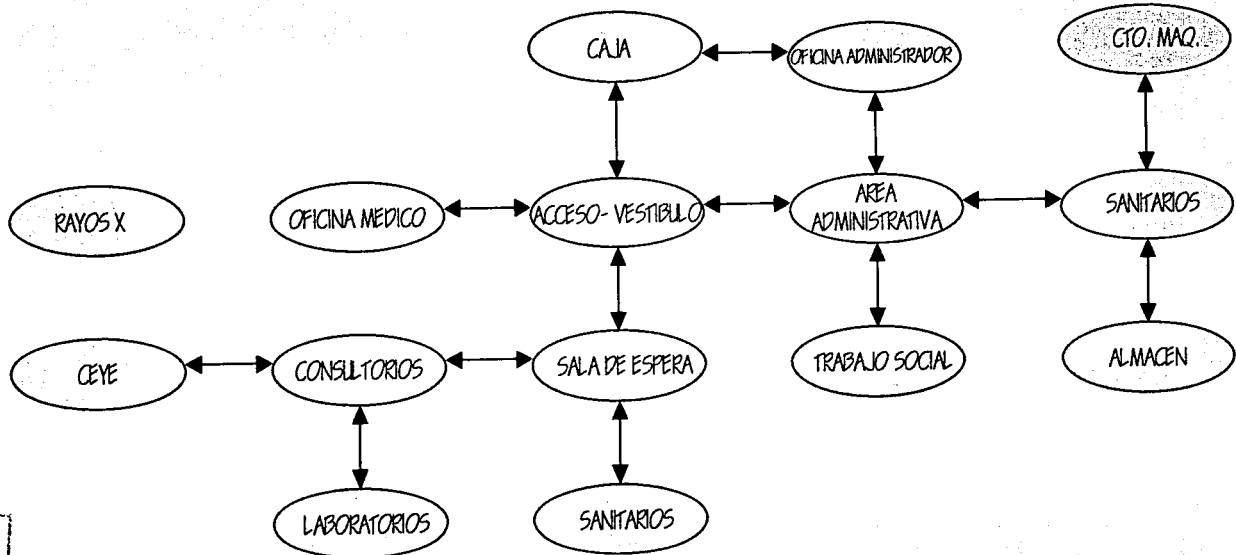 CAJA
OFICINA ADMINISTRADOR
CTO. MAQ.
RAYOS X
OFICINA MEDICO
ACCESO- VESTIBULO
AREA
ADMINISTRATIVA
SANITARIOS
CEYE
CONSULTORIOS
SALA DE ESPERA
TRABAJO SOCIAL
ALMACEN
LABORATORIOS
SANITARIOS